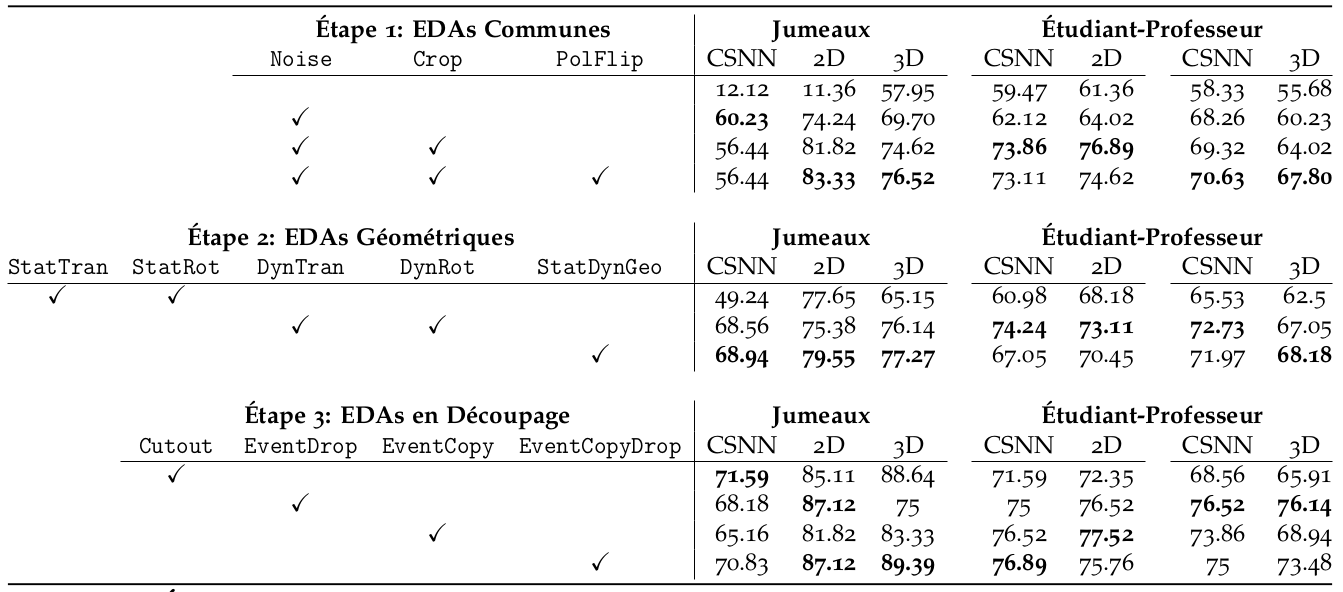 Étape 1: EDAs Communes Jumeaux Étudiant-Professeur
Noise Crop PolFlip CSNN 2D 3D CSNN 2D CSNN 3D
12.12 11.36 57.95 59.47 61.36 58.33 55.68
✓ 60.23 74.24 69.70 62.12 64.02 68.26 60.23
✓ ✓ 56.44 81.82 74.62 73.86 76.89 69.32 64.02
✓ ✓ ✓ 56.44 83.33 76.52 73.11 74.62 70.63 67.80
Étape 2: EDAs Géométriques Jumeaux Étudiant-Professeur
StatTran StatRot DynTran DynRot StatDynGeo CSNN 2D 3D CSNN 2D CSNN 3D
✓ ✓ 49.24 77.65 65.15 60.98 68.18 65.53 62.5
✓ ✓ 68.56 75.38 76.14 74.24 73.11 72.73 67.05
✓ 68.94 79.55 77.27 67.05 70.45 71.97 68.18
Étape 3: EDAs en Découpage Jumeaux Étudiant-Professeur
Cutout EventDrop EventCopy EventCopyDrop CSNN 2D 3D CSNN 2D CSNN 3D
✓ 71.59 85.11 88.64 71.59 72.35 68.56 65.91
✓ 68.18 87.12 75 75 76.52 76.52 76.14
✓ 65.16 81.82 83.33 76.52 77.52 73.86 68.94
✓ 70.83 87.12 89.39 76.89 75.76 75 73.48